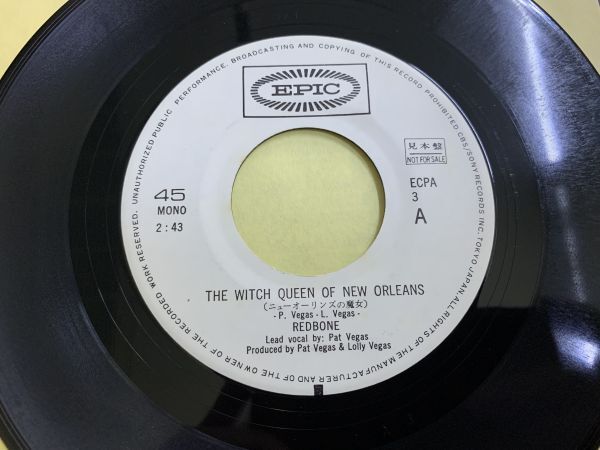 EPIC
見本盤
NOT FOR SALE
45
MONO
2:43
ECPA
3
A
THE WITCH QUEEN OF NEW ORLEANS
(ニューオーリンズの魔女)
-P. Vegas-L. Vegas-
REDBONE
Lead vocal by: Pat Vegas
Produced by Pat Vegas & Lolly Vegas
ALL RIGHTS OF THE MANUFACTURER AND OF THE OWNER OF THE RECORDED WORK RESERVED. UNAUTHORIZED PUBLIC PERFORMANCE, BROADCASTING AND COPYING OF THIS RECORD PROHIBITED CBS/SONY RECORDS INC. TOKYO JAPAN